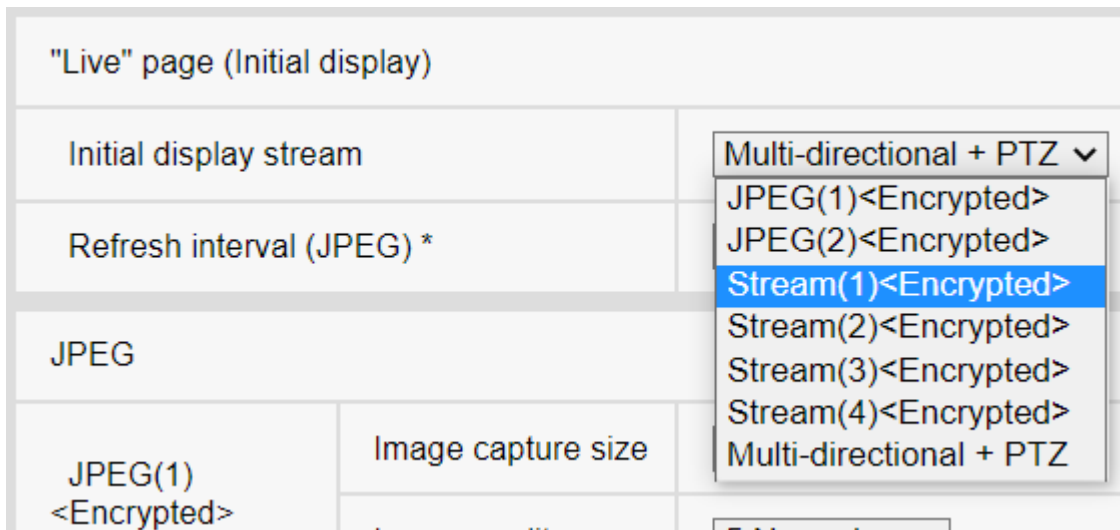 "Live" page (Initial display)
Initial display stream
Multi-directional + PTZ
JPEG(1)<Encrypted>
JPEG(2)<Encrypted>
Refresh interval (JPEG) *
Stream(1)<Encrypted>
Stream(2)<Encrypted>
Stream(3)<Encrypted>
Stream(4)<Encrypted>
Multi-directional + PTZ
JPEG
JPEG(1)
<Encrypted>
Image capture size